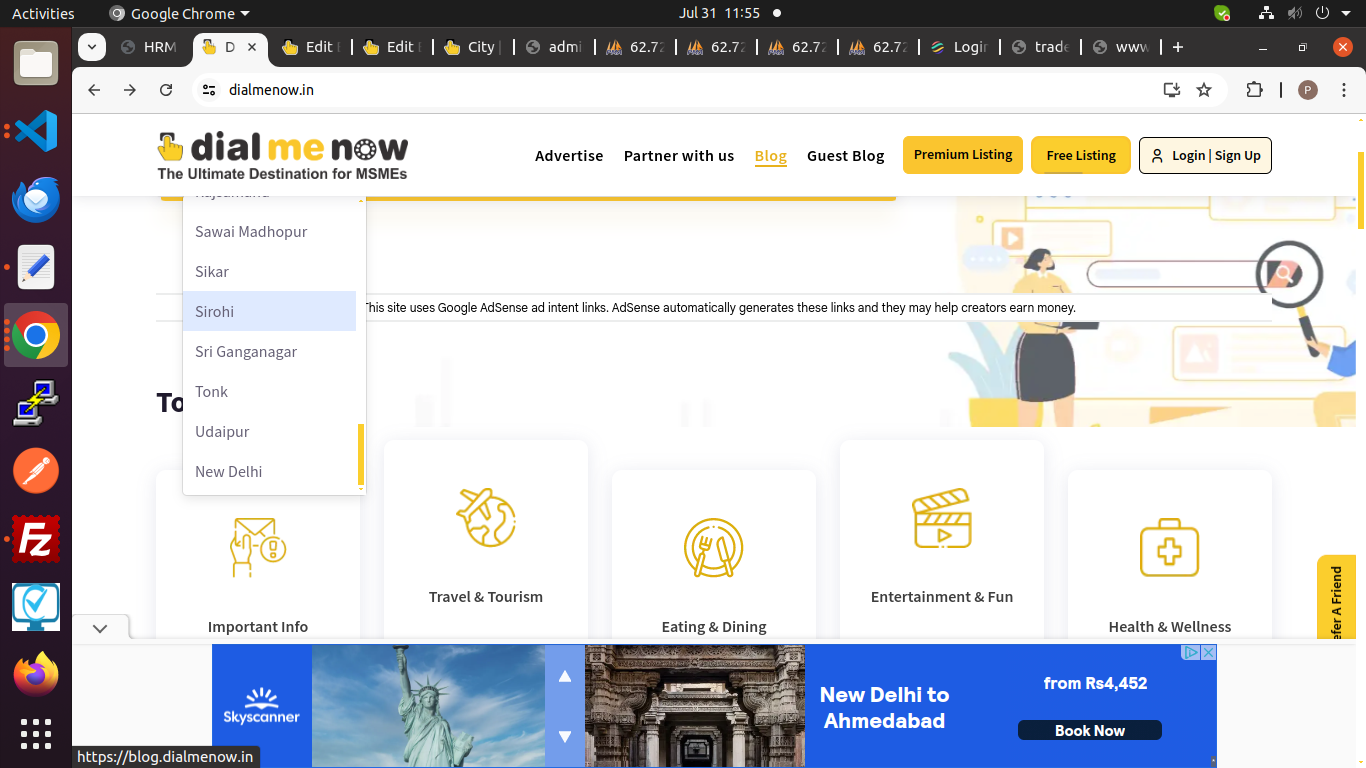 Activities
Google Chrome
Jul 31 11:55
HRM
D
Edit
Edit
City
admi
62.72
62.72
62.72
62.72
Login
trade
www
dialmenow.in
P
dial me now
The Ultimate Destination for MSMEs
Advertise
Partner with us
Blog
Guest Blog
Premium Listing
Free Listing
Login | Sign Up
Rajsamand
Sawai Madhopur
Sikar
Sirohi
Sri Ganganagar
Tonk
Udaipur
New Delhi
This site uses Google AdSense ad intent links. AdSense automatically generates these links and they may help creators earn money.
To
Important Info
Travel & Tourism
Eating & Dining
Entertainment & Fun
Health & Wellness
efer A Friend
Skyscanner
New Delhi to
Ahmedabad
from Rs4,452
Book Now
https://blog.dialmenow.in